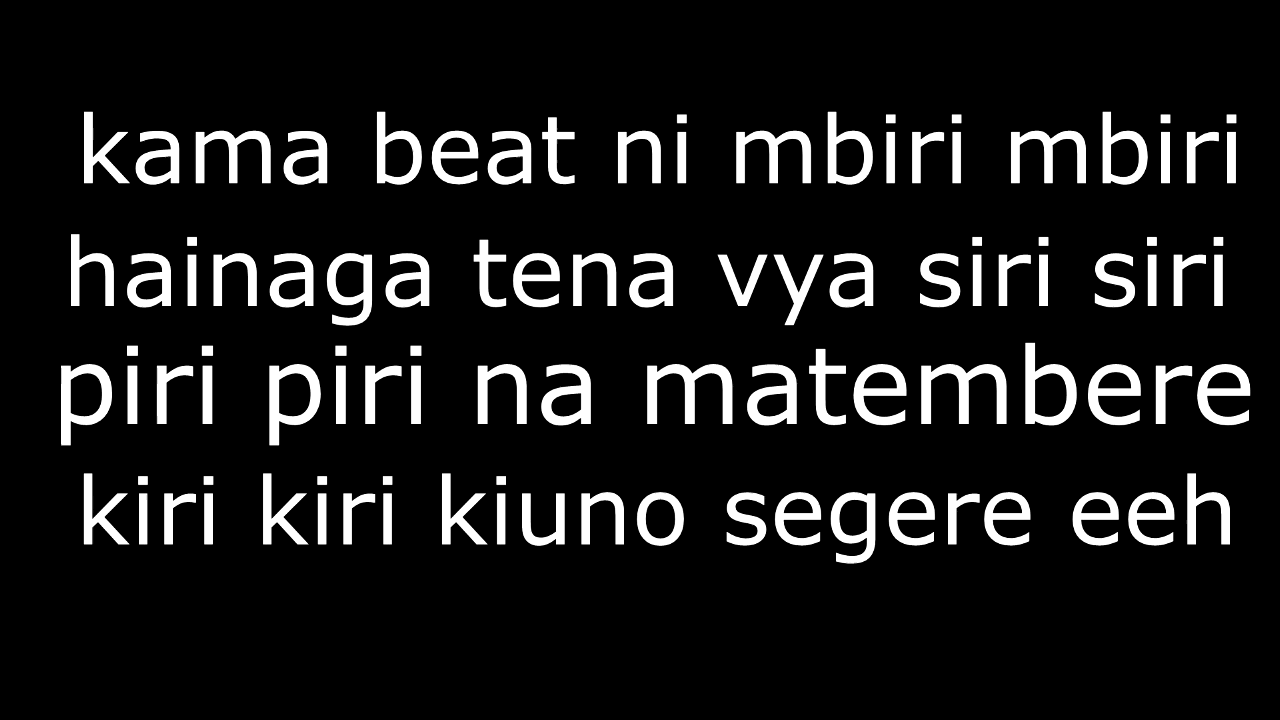 kama beat ni mbiri mbiri
hainaga tena vya siri siri
piri piri na matembere
kiri kiri kiuno segere eeh